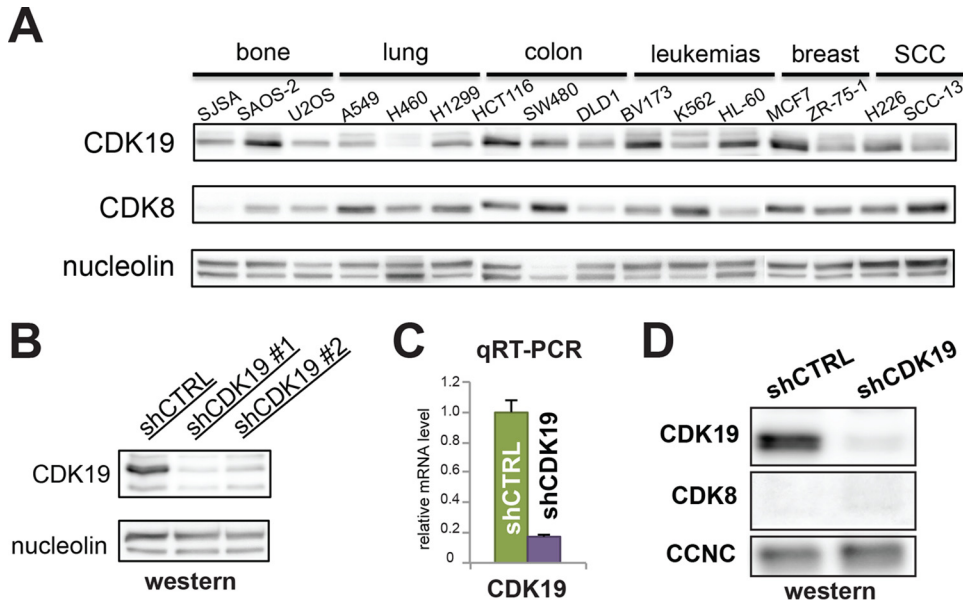 A
bone lung colon leukemias breast SCC
SJSA SAOS-2 U2OS A549 H460 H1299 HCT116 SW480 DLD1 BV173 K562 HL-60 MCF7 ZR-75-1 H226 SCC-13
CDK19
CDK8
nucleolin
B
shCTRL
shCDK19 #1
shCDK19 #2
CDK19
nucleolin
western
C
qRT-PCR
relative mRNA level
1.2
1.0
0.8
0.6
0.4
0.2
0
shCTRL
shCDK19
CDK19
D
shCTRL
shCDK19
CDK19
CDK8
CCNC
western